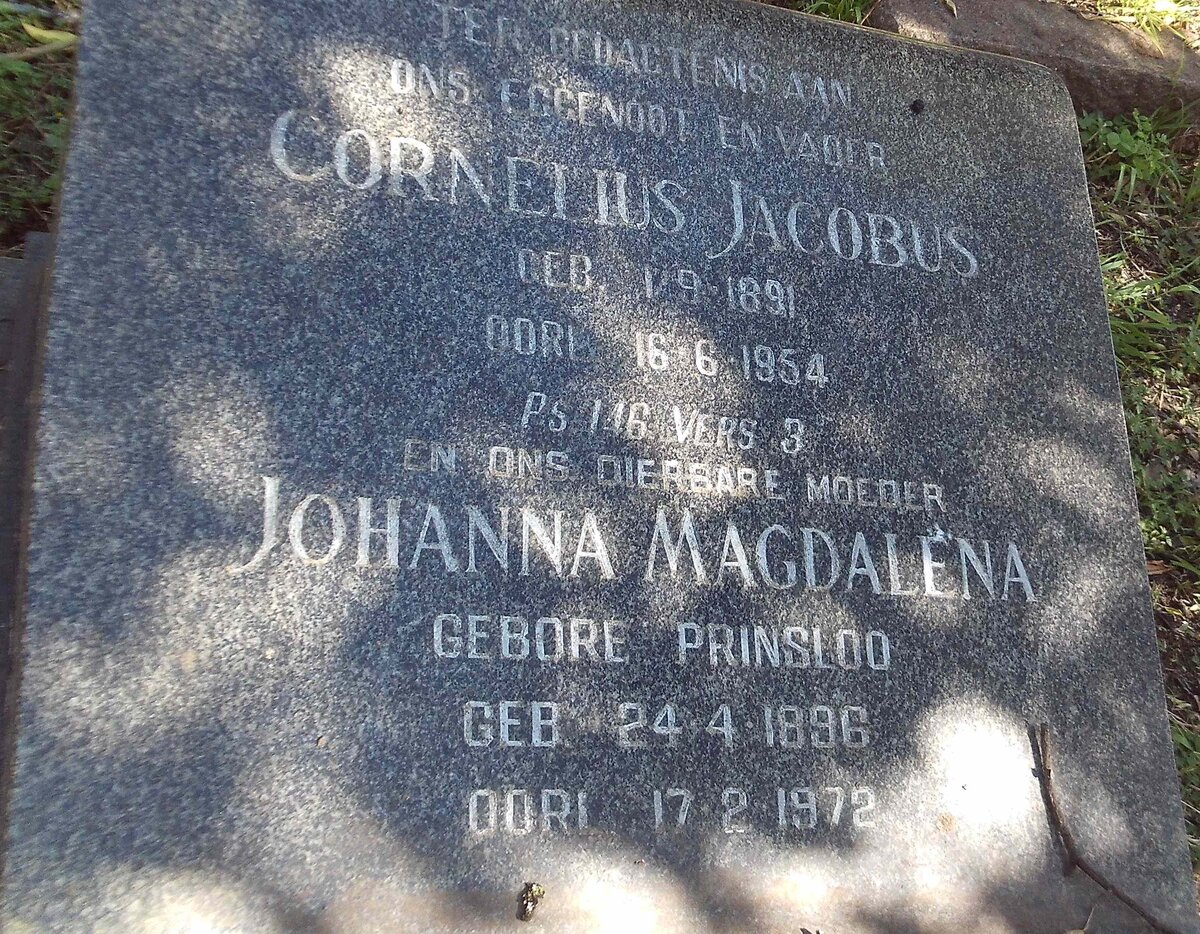 TER GEDAGTENIS AAN
ONS EGGENOOT EN VADER
CORNELIUS JACOBUS
GEB 1·9·1891
OORL 16·6·1954
PS 146 VERS 3
EN ONS DIERBARE MOEDER
JOHANNA MAGDALENA
GEBORE PRINSLOO
GEB 24·4·1896
OORL 17·2·1972